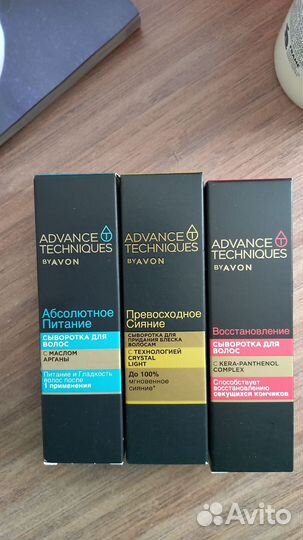 ADVANCE
TECHNIQUES
BY AVON
Абсолютное
Питание
СЫВОРОТКА ДЛЯ
ВОЛОС
С МАСЛОМ
АРГАНЫ
Питание и Гладкость
волос после
1 применения
ADVANCE
TECHNIQUES
BY AVON
Превосходное
Сияние
СЫВОРОТКА ДЛЯ
ПРИДАНИЯ БЛЕСКА
ВОЛОСАМ
С ТЕХНОЛОГИЕЙ
CRYSTAL
LIGHT
До 100%
мгновенное
сияние*
ADVANCE
TECHNIQUES
BY AVON
Восстановление
СЫВОРОТКА ДЛЯ
ВОЛОС
С KERA-PANTHENOL
COMPLEX
Способствует
восстановлению
секущихся кончиков
Avito